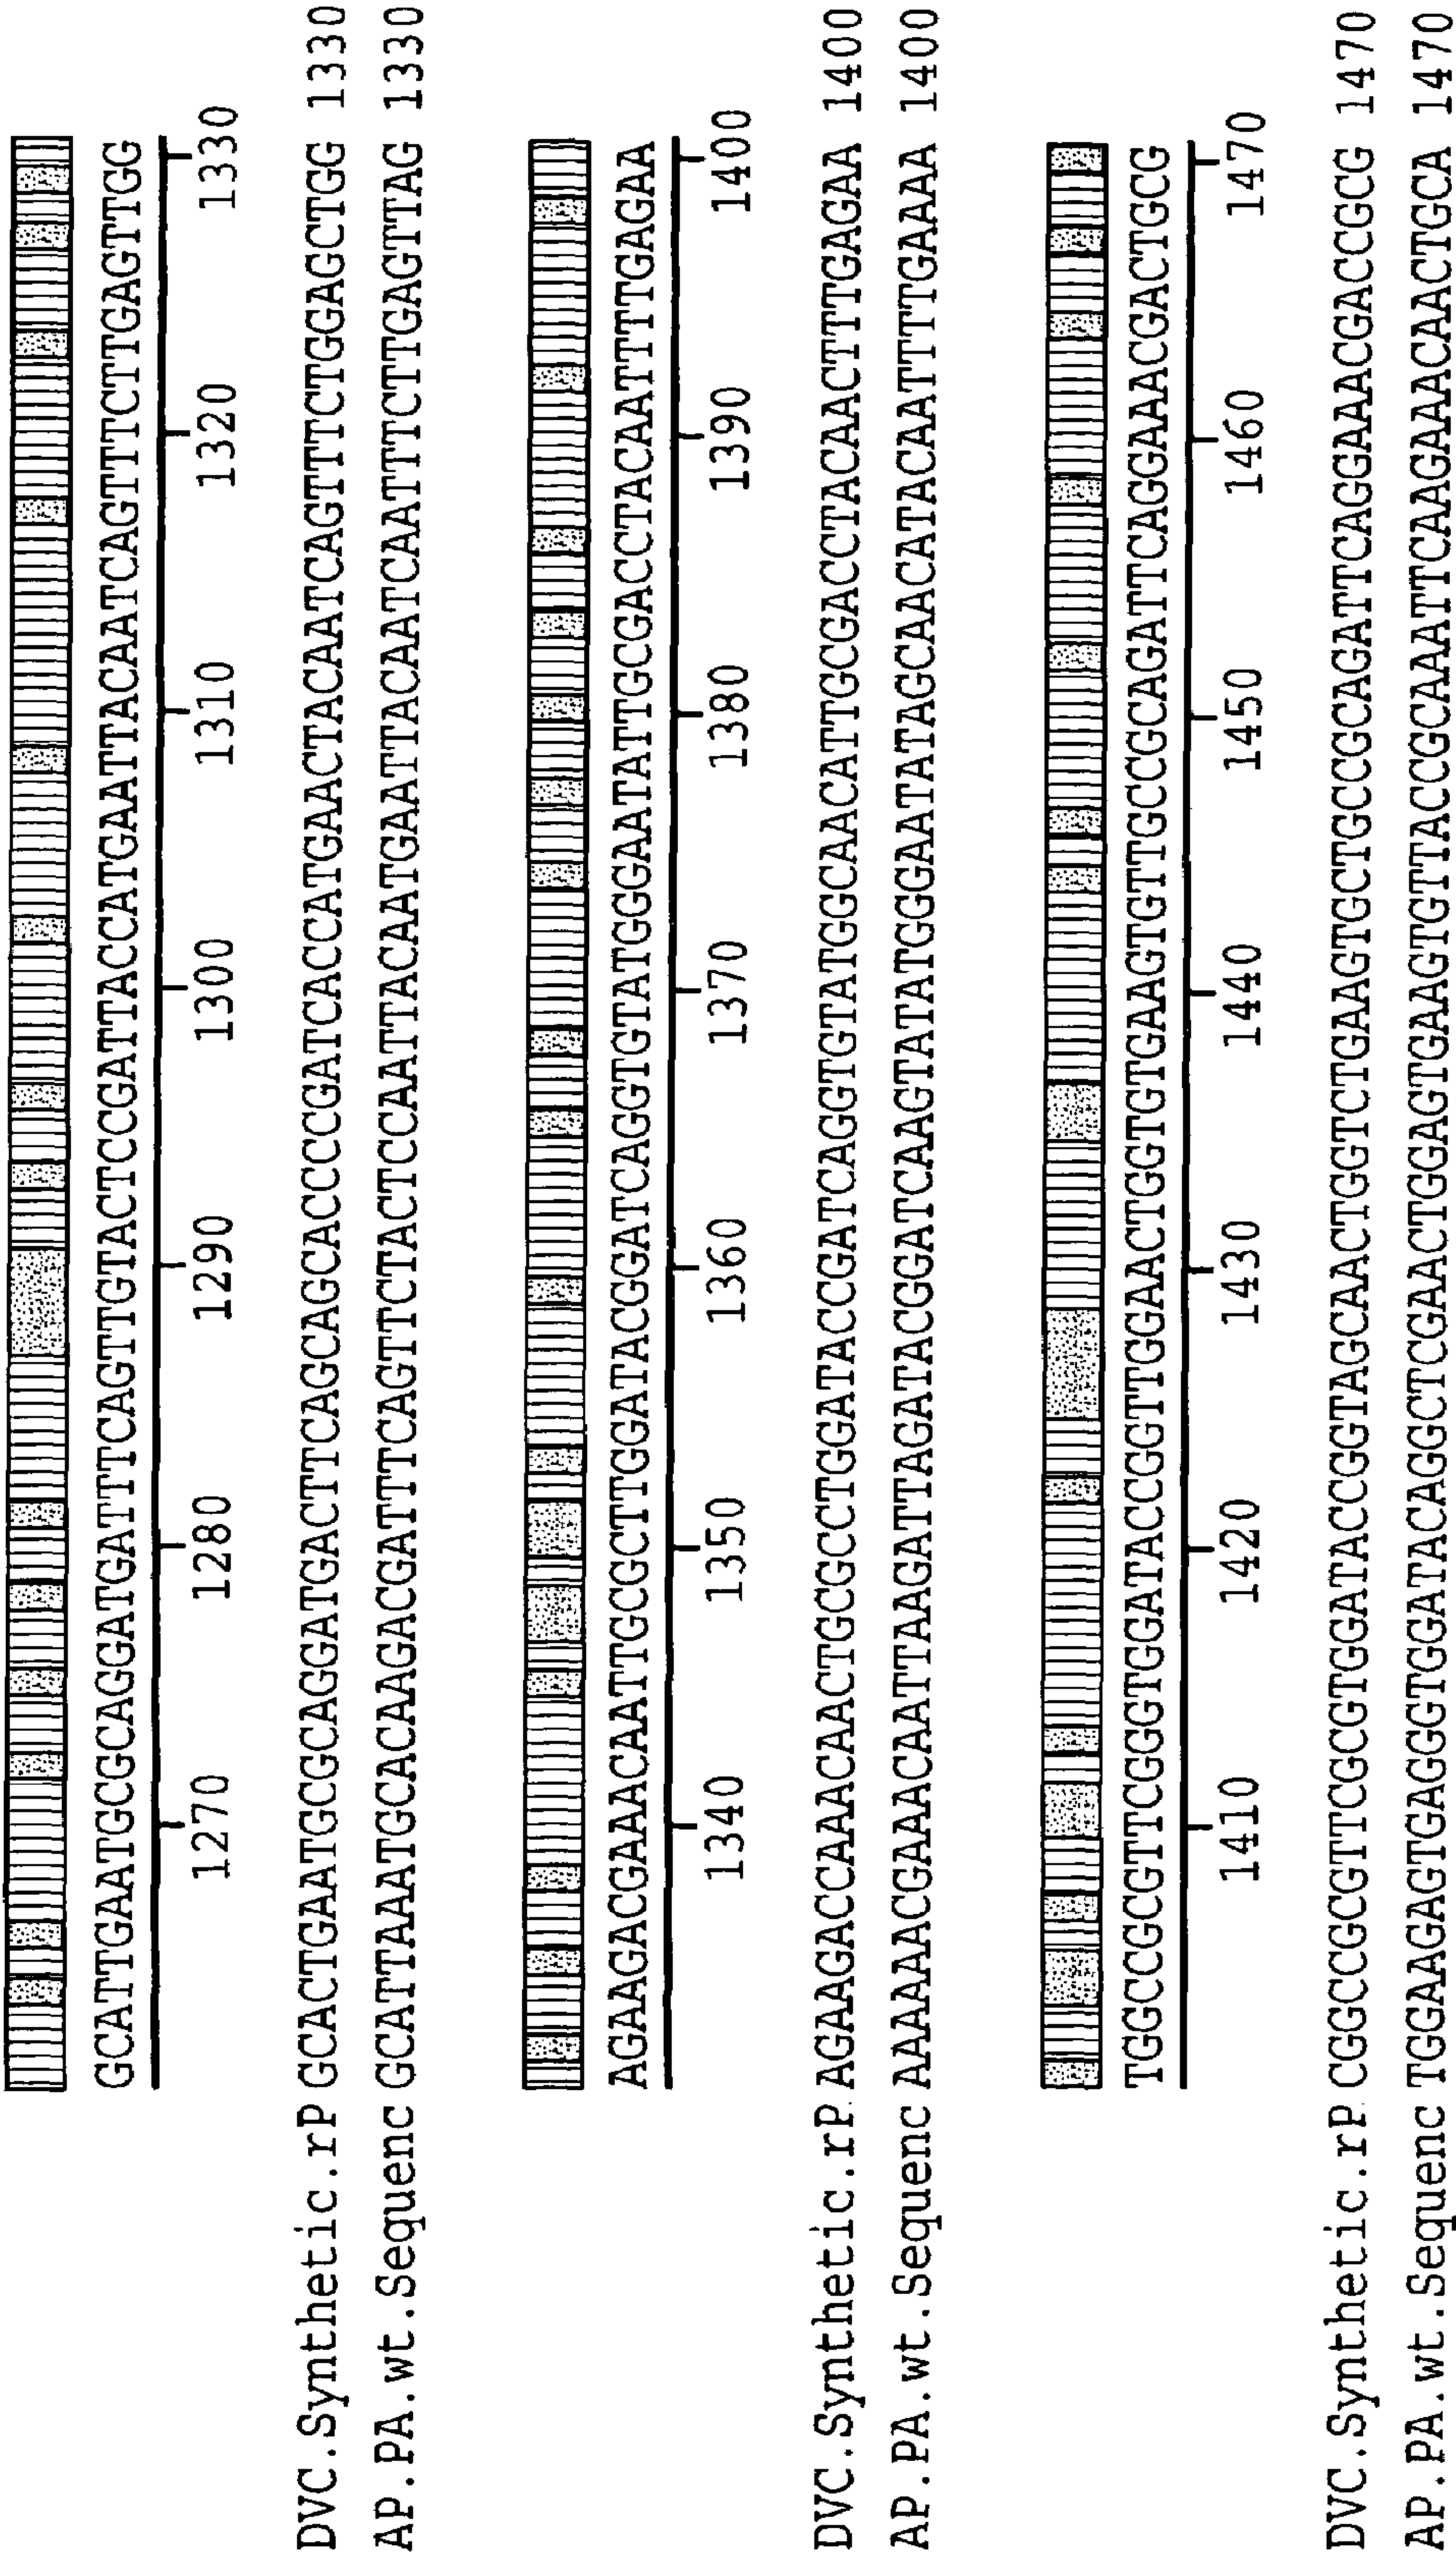 GCATTGAATGCGCAGGATGATTTCAGTTGTACTCCGATTACCATGAATTACAATCAGTTTCTTGAGTTGG
1270 1280 1290 1300 1310 1320 1330
DVC.Synthetic.rP GCACTGAATGCGCAGGATGACTTCAGCAGCACCCCGATCACCATGAACTACAATCAGTTTCTGGAGCTGG 1330
AP.PA.wt.Sequenc GCATTAAATGCACAAGACGATTTCAGTTCTACTCCAATTACAATGAATTACAATCAATTTCTTGAGTTAG 1330
AGAAGACGAAACAATTGCGCTTGGATACGGATCAGGTGTATGGGAATATTGCGACCTACAATTTTGAGAA
1340 1350 1360 1370 1380 1390 1400
DVC.Synthetic.rP AGAAGACCAAACAACTGCGCCTGGATACCGATCAGGTGTATGGCAACATTGCGACCTACAACTTTGAGAA 1400
AP.PA.wt.Sequenc AAAAAACGAAACAATTAAGATTAGATACGGATCAAGTATATGGGAATATAGCAACATACAATTTTGAAAA 1400
TGGCCGCGTTCGGGTGGATACCGGTTGGAACTGGTGTGAAGTGTTGCCGCAGATTCAGGAAACGACTGCG
1410 1420 1430 1440 1450 1460 1470
DVC.Synthetic.rP CGGCCGCGTTCGCGTGGATACCGGTAGCAACTGGTCTGAAGTGCTGCCGCAGATTCAGGAAACGACCGCG 1470
AP.PA.wt.Sequenc TGGAAGAGTGAGGGTGGATACAGGCTCGAACTGGAGTGAAGTGTTACCGCAAATTCAAGAAACAACTGCA 1470